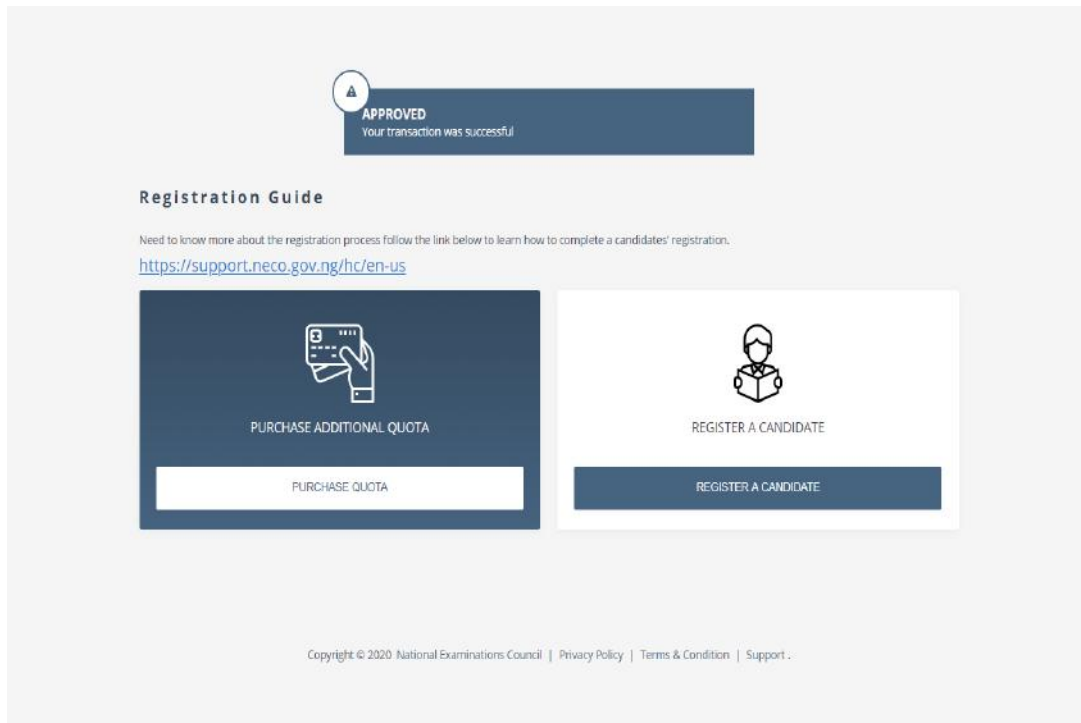 APPROVED
Your transaction was successful
Registration Guide
Need to know more about the registration process follow the link below to learn how to complete a candidates' registration.
https://support.neco.gov.ng/hc/en-us
PURCHASE ADDITIONAL QUOTA
PURCHASE QUOTA
REGISTER A CANDIDATE
REGISTER A CANDIDATE
Copyright © 2020 National Examinations Council | Privacy Policy | Terms & Condition | Support .